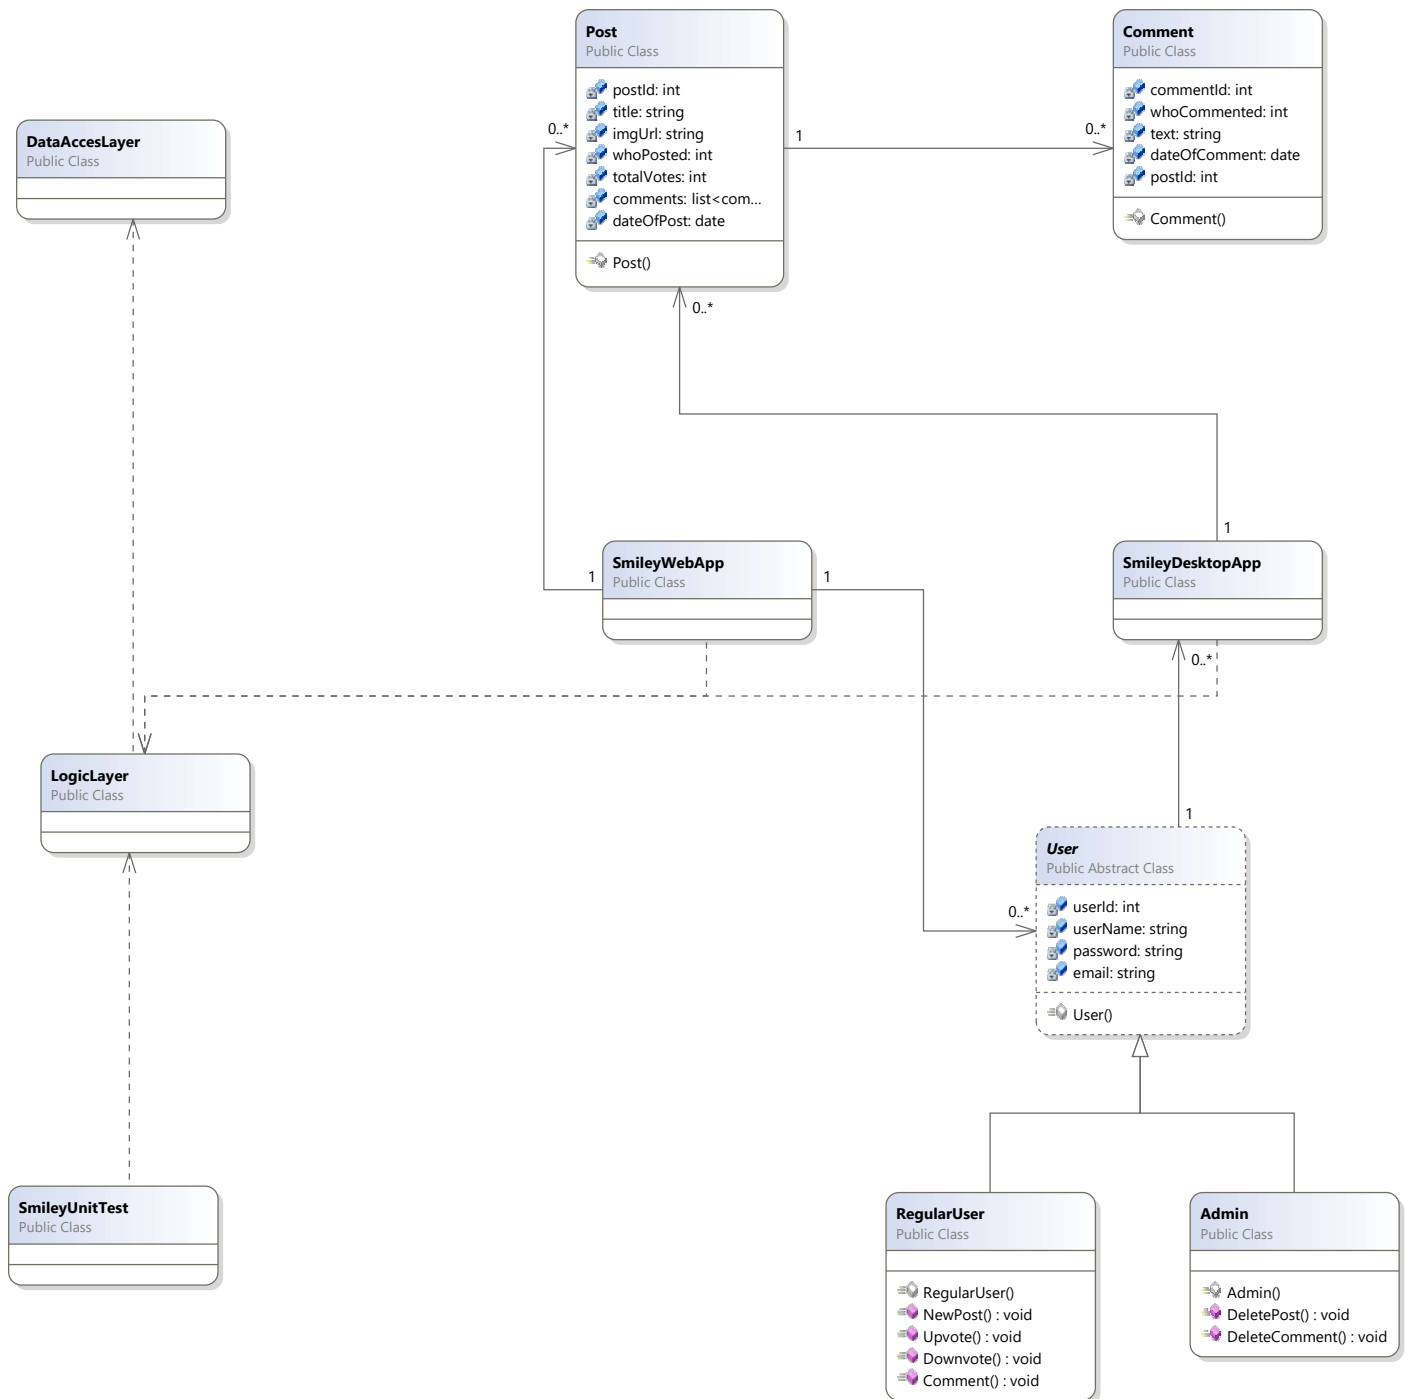 Post
Public Class
postId: int
title: string
imgUrl: string
whoPosted: int
totalVotes: int
comments: list<com...
dateOfPost: date
Post()
Comment
Public Class
commentId: int
whoCommented: int
text: string
dateOfComment: date
postId: int
Comment()
0..*
1
0..*
DataAccesLayer
Public Class
0..*
1
SmileyWebApp
Public Class
1
1
SmileyDesktopApp
Public Class
0..*
LogicLayer
Public Class
1
User
Public Abstract Class
0..*
userId: int
userName: string
password: string
email: string
User()
SmileyUnitTest
Public Class
RegularUser
Public Class
RegularUser()
NewPost() : void
Upvote() : void
Downvote() : void
Comment() : void
Admin
Public Class
Admin()
DeletePost() : void
DeleteComment() : void